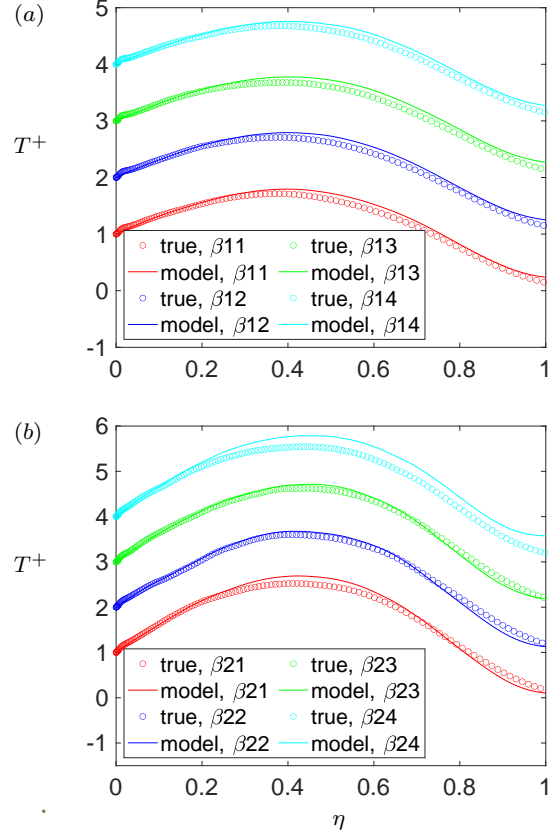 (a)
5
4
3
T+
2
1
0
-1
true, β11 true, β13
model, β11 model, β13
true, β12 true, β14
model, β12 model, β14
0 0.2 0.4 0.6 0.8 1
(b)
6
5
4
3
T+
2
1
0
-1
true, β21 true, β23
model, β21 model, β23
true, β22 true, β24
model, β22 model, β24
0 0.2 0.4 0.6 0.8 1
η